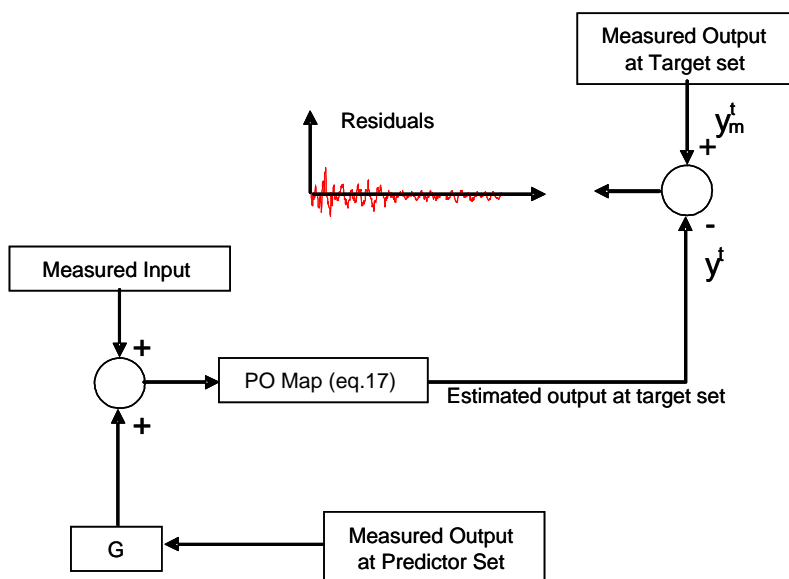 Measured Output
at Target set
Residuals
y_m^t
+
-
y^t
Measured Input
+
PO Map (eq.17)
Estimated output at target set
+
G
Measured Output
at Predictor Set